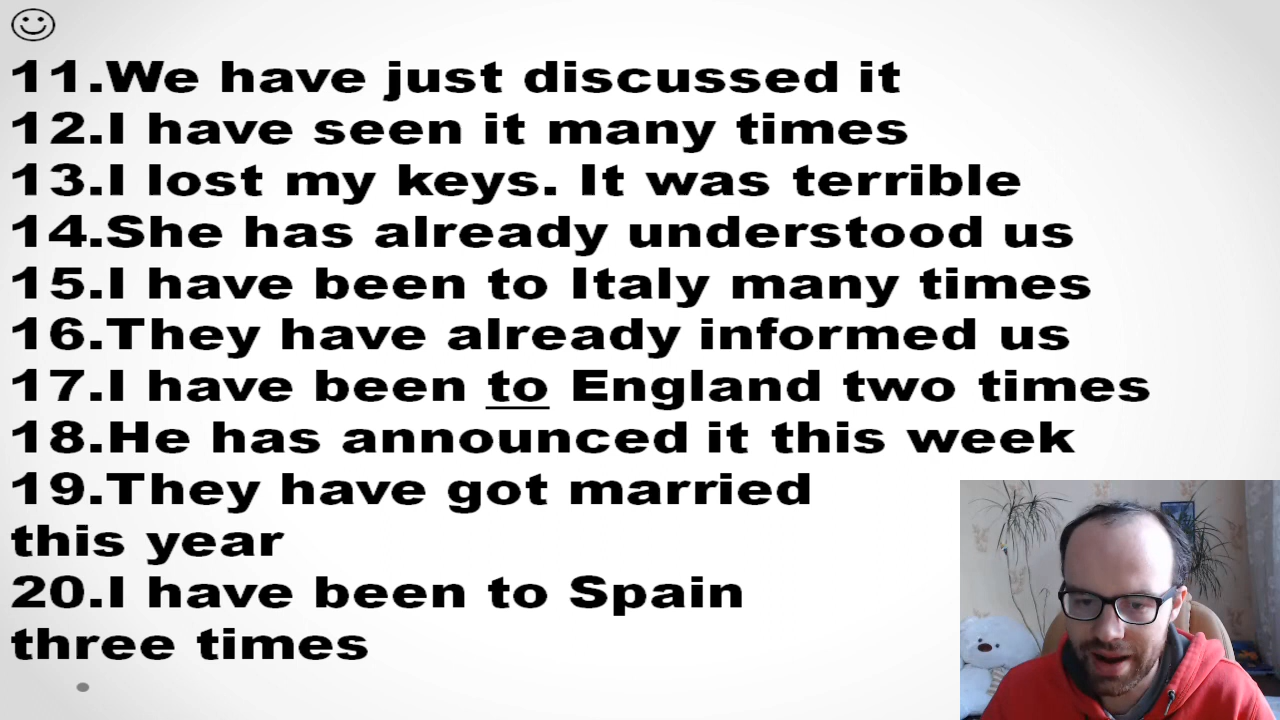 11.We have just discussed it
12.I have seen it many times
13.I lost my keys. It was terrible
14.She has already understood us
15.I have been to Italy many times
16.They have already informed us
17.I have been to England two times
18.He has announced it this week
19.They have got married
this year
20.I have been to Spain
three times